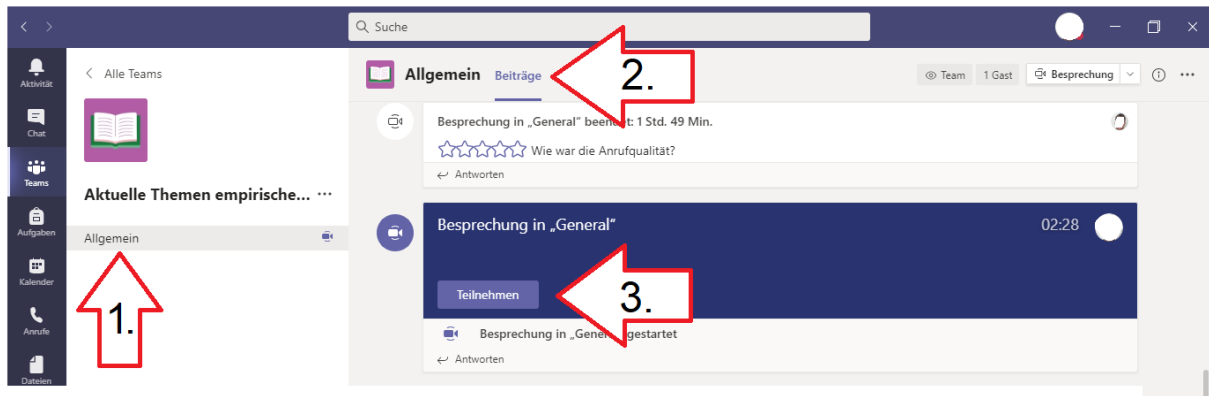 Suche
Aktivität
Chat
Teams
Aufgaben
Kalender
Anrufe
Dateien
Alle Teams
Aktuelle Themen empirische... ···
Allgemein
1.
Allgemein Beiträge
2.
Team 1 Gast Besprechung ···
Besprechung in „General“ beendet: 1 Std. 49 Min.
Wie war die Anrufqualität?
Antworten
Besprechung in „General“ 02:28
Teilnehmen
3.
Besprechung in „General gestartet
Antworten